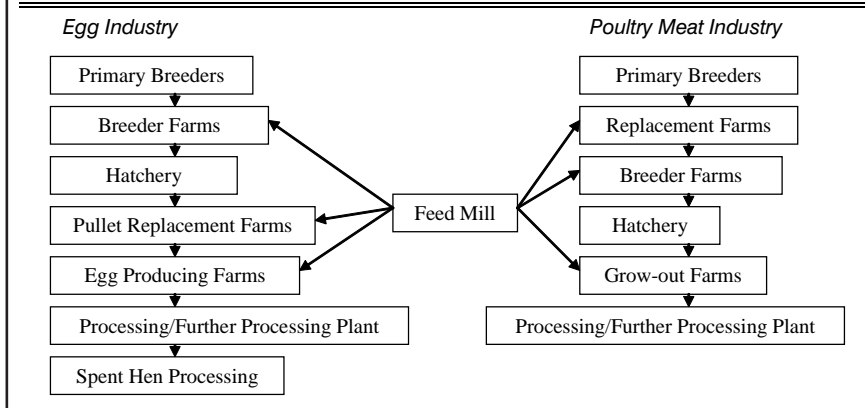 Egg Industry
Primary Breeders
Breeder Farms
Hatchery
Pullet Replacement Farms
Egg Producing Farms
Processing/Further Processing Plant
Spent Hen Processing
Feed Mill
Poultry Meat Industry
Primary Breeders
Replacement Farms
Breeder Farms
Hatchery
Grow-out Farms
Processing/Further Processing Plant